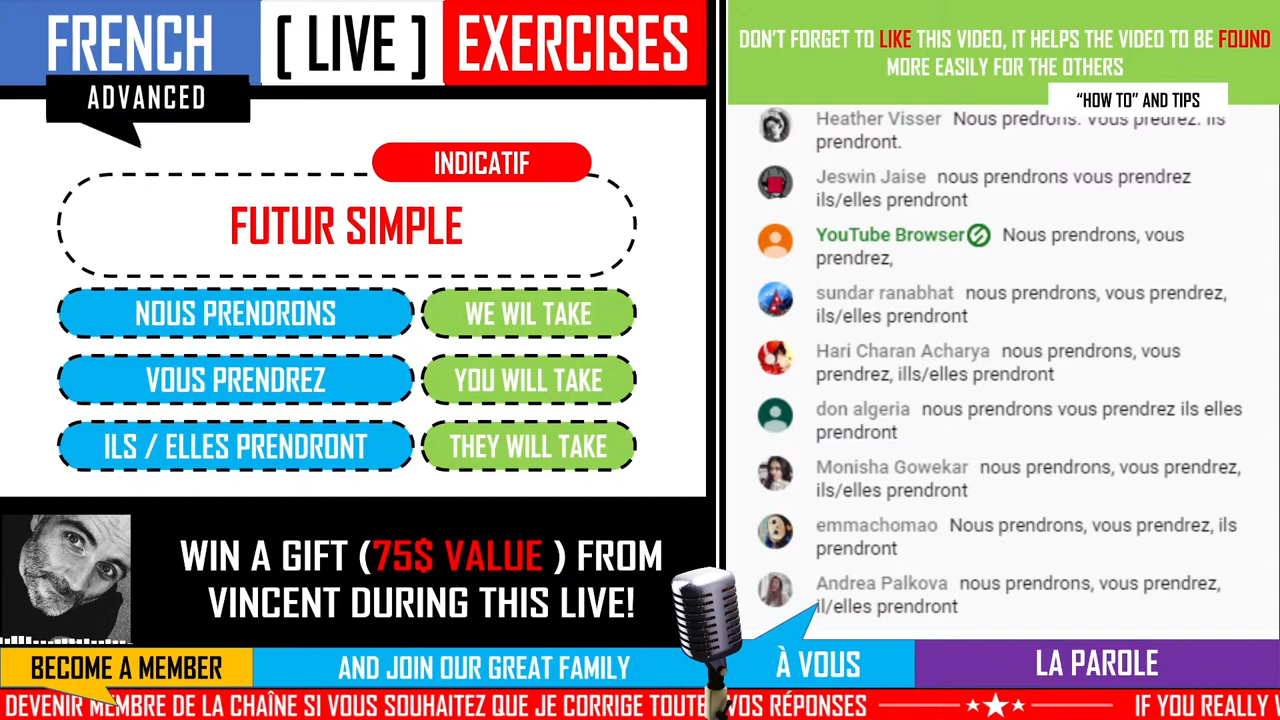 FRENCH [ LIVE ] EXERCISES
ADVANCED
INDICATIF
FUTUR SIMPLE
NOUS PRENDRONS WE WIL TAKE
VOUS PRENDREZ YOU WILL TAKE
ILS / ELLES PRENDRONT THEY WILL TAKE
WIN A GIFT (75$ VALUE ) FROM
VINCENT DURING THIS LIVE!
DON'T FORGET TO LIKE THIS VIDEO, IT HELPS THE VIDEO TO BE FOUND
MORE EASILY FOR THE OTHERS
“HOW TO” AND TIPS
Heather Visser Nous predrons. Vous preurez. Ils
prendront.
Jeswin Jaise nous prendrons vous prendrez
ils/elles prendront
YouTube Browser Nous prendrons, vous
prendrez,
sundar ranabhat nous prendrons, vous prendrez,
ils/elles prendront
Hari Charan Acharya nous prendrons, vous
prendrez, ills/elles prendront
don algeria nous prendrons vous prendrez ils elles
prendront
Monisha Gowekar nous prendrons, vous prendrez,
ils/elles prendront
emmachomao Nous prendrons, vous prendrez, ils
prendront
Andrea Palkova nous prendrons, vous prendrez,
il/elles prendront
BECOME A MEMBER AND JOIN OUR GREAT FAMILY À VOUS LA PAROLE
DEVENIR MEMBRE DE LA CHAÎNE SI VOUS SOUHAITEZ QUE JE CORRIGE TOUTE VOS RÉPONSES IF YOU REALLY